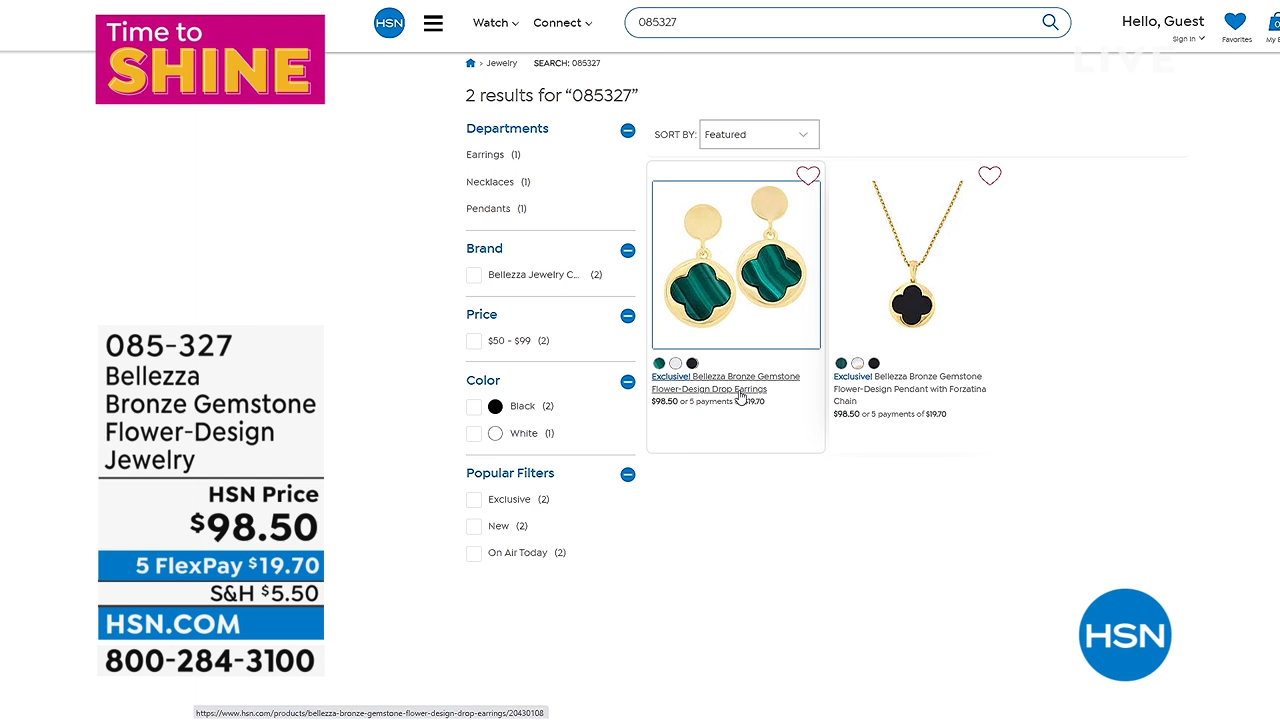 Time to
SHINE
HSN
Watch
Connect
085327
Hello, Guest
Sign In
Favorites
LIVE
Jewelry
SEARCH: 085327
2 results for “085327”
Departments
Earrings (1)
Necklaces (1)
Pendants (1)
Brand
Bellezza Jewelry C... (2)
Price
$50 - $99 (2)
Color
Black (2)
White (1)
Popular Filters
Exclusive (2)
New (2)
On Air Today (2)
SORT BY: Featured
Exclusive! Bellezza Bronze Gemstone
Flower-Design Drop Earrings
$98.50 or 5 payments $19.70
Exclusive! Bellezza Bronze Gemstone
Flower-Design Pendant with Forzatina
Chain
$98.50 or 5 payments of $19.70
085-327
Bellezza
Bronze Gemstone
Flower-Design
Jewelry
HSN Price
$98.50
5 FlexPay $19.70
S&H $5.50
HSN.COM
800-284-3100
HSN
https://www.hsn.com/products/bellezza-bronze-gemstone-flower-design-drop-earrings/20430108